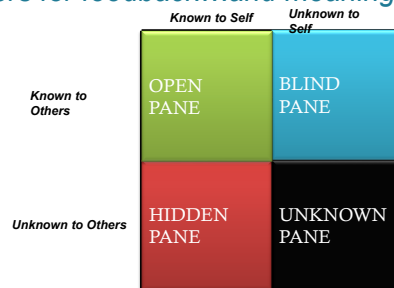 Known to Self
Unknown to
Self
Known to
Others
OPEN
PANE
BLIND
PANE
Unknown to Others
HIDDEN
PANE
UNKNOWN
PANE